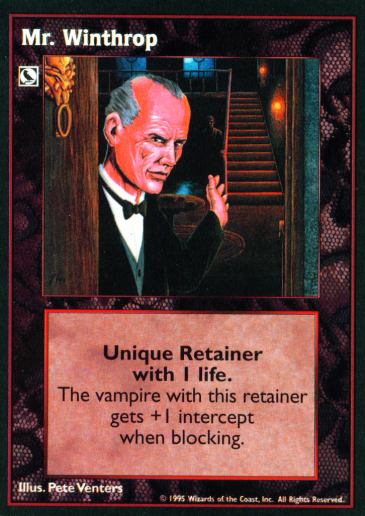 Mr. Winthrop
Unique Retainer
with 1 life.
The vampire with this retainer
gets +1 intercept
when blocking.
Illus. Pete Venters
© 1995 Wizards of the Coast, Inc. All Rights Reserved.